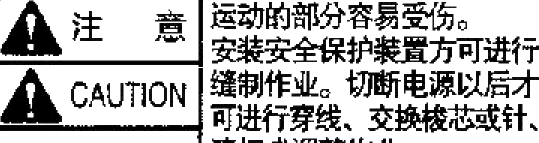 注 意
CAUTION
运动的部分容易受伤。
安装安全保护装置方可进行
缝制作业。切断电源以后才
可进行穿线、交换梭芯或针、